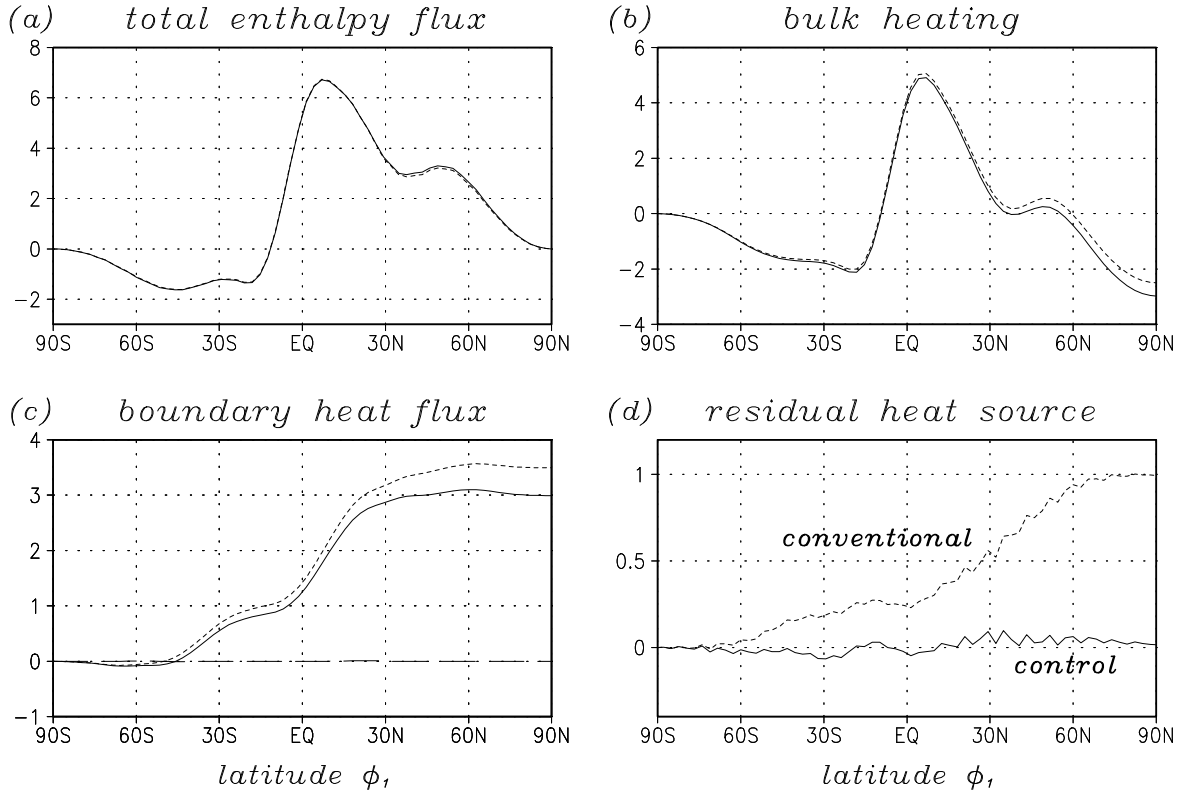 (a) total enthalpy flux
8
6
4
2
0
−2
90S 60S 30S EQ 30N 60N 90N
(b) bulk heating
6
4
2
0
−2
−4
90S 60S 30S EQ 30N 60N 90N
(c) boundary heat flux
4
3
2
1
0
−1
90S 60S 30S EQ 30N 60N 90N
latitude ϕ₁
(d) residual heat source
1
0.5
0
conventional
control
90S 60S 30S EQ 30N 60N 90N
latitude ϕ₁